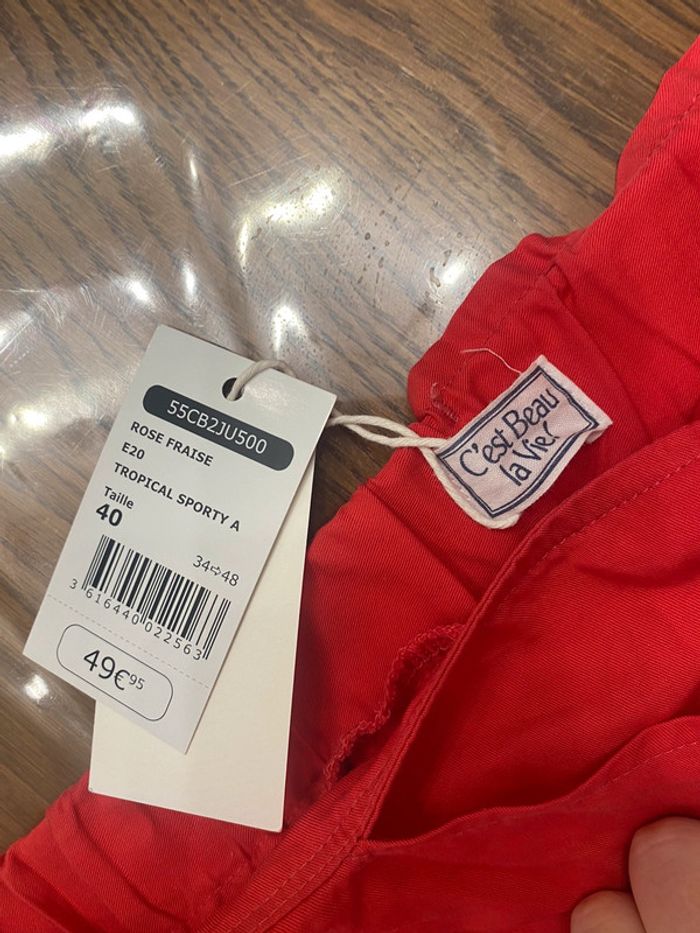 55CB2JU500
ROSE FRAISE
E20
TROPICAL SPORTY A
Taille
40
34⇨48
3 616440 022563
49€95
C'est Beau
la Vie!